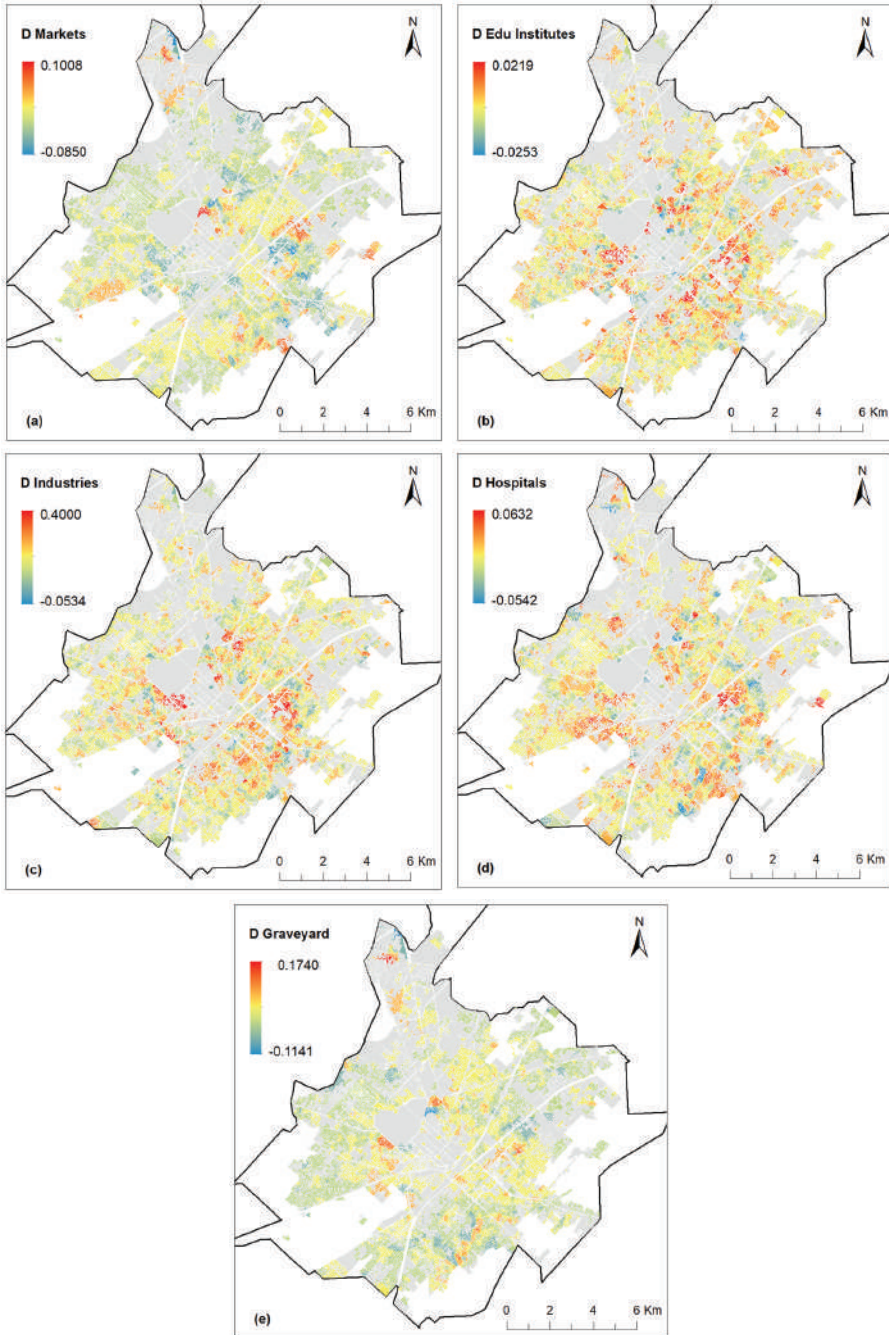 D Markets
0.1008
-0.0850
N
(a)
0 2 4 6 Km
D Edu Institutes
0.0219
-0.0253
N
(b)
0 2 4 6 Km
D Industries
0.4000
-0.0534
N
(c)
0 2 4 6 Km
D Hospitals
0.0632
-0.0542
N
(d)
0 2 4 6 Km
D Graveyard
0.1740
-0.1141
N
(e)
0 2 4 6 Km